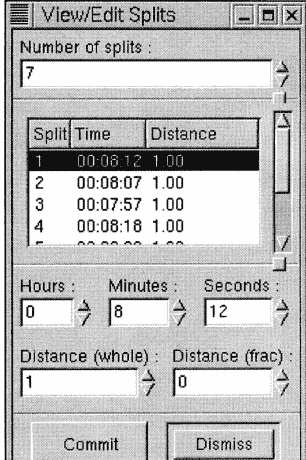 View/Edit Splits
Number of splits :
7
Split Time Distance
1 00:08:12 1.00
2 00:08:07 1.00
3 00:07:57 1.00
4 00:08:18 1.00
Hours : Minutes : Seconds :
0 8 12
Distance (whole) : Distance (frac) :
1 0
Commit Dismiss